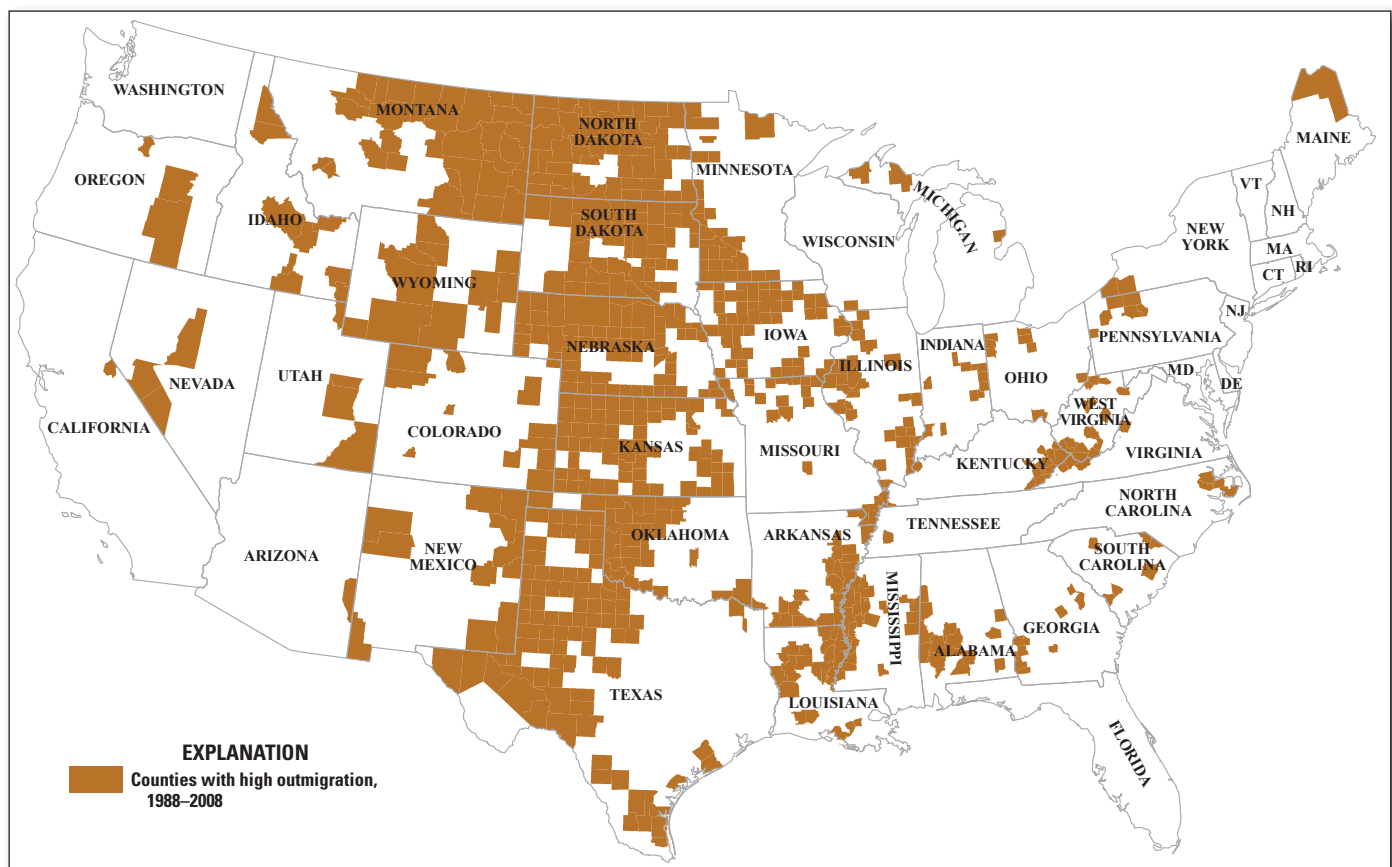 WASHINGTON
MONTANA
NORTH
DAKOTA
MINNESOTA
MAINE
OREGON
IDAHO
SOUTH
DAKOTA
WISCONSIN
MICHIGAN
VT
NH
NEW
YORK
MA
CT
RI
WYOMING
NEVADA
UTAH
CALIFORNIA
COLORADO
NEBRASKA
IOWA
ILLINOIS
INDIANA
OHIO
PENNSYLVANIA
NJ
MD
DE
WEST
VIRGINIA
VIRGINIA
KANSAS
MISSOURI
KENTUCKY
ARIZONA
NEW
MEXICO
OKLAHOMA
ARKANSAS
TENNESSEE
NORTH
CAROLINA
SOUTH
CAROLINA
MISSISSIPPI
ALABAMA
GEORGIA
TEXAS
LOUISIANA
FLORIDA
EXPLANATION
Counties with high outmigration,
1988–2008